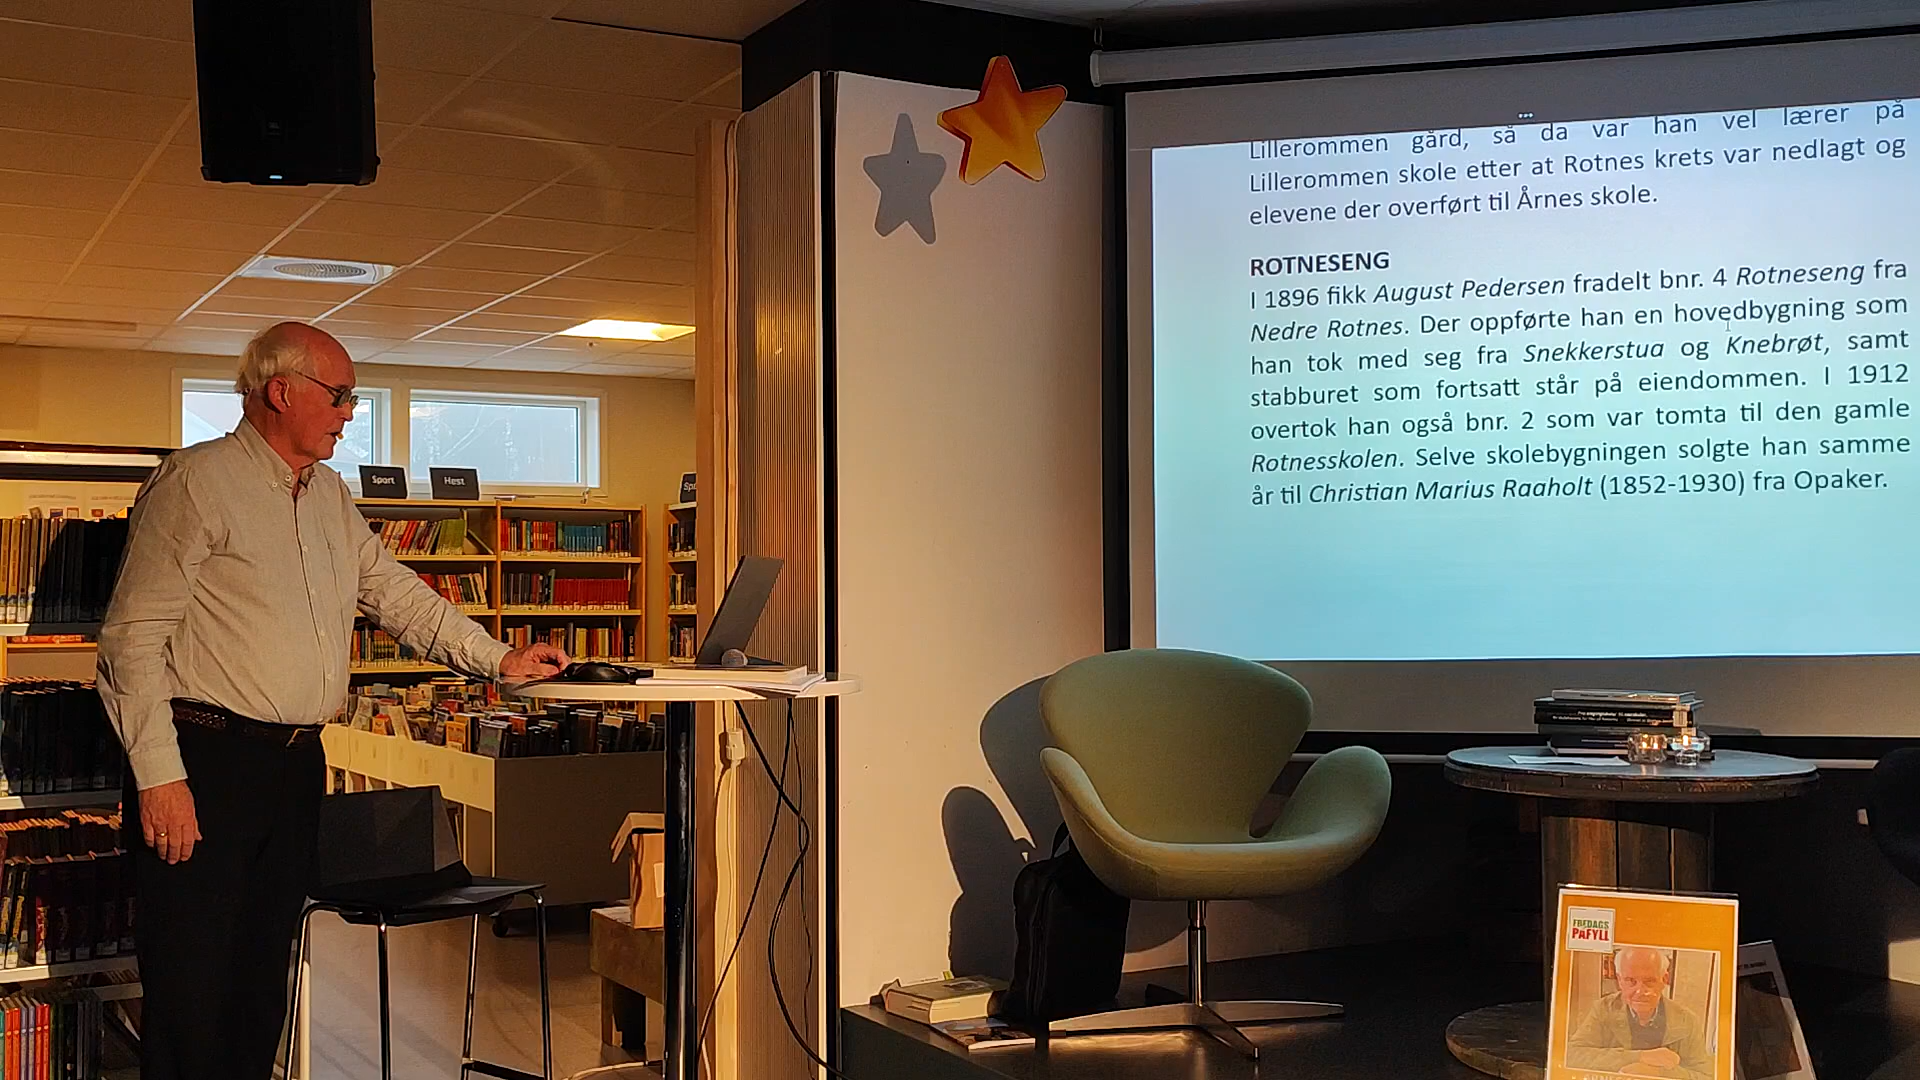 Lillerommen gård, så da var han vel lærer på
Lillerommen skole etter at Rotnes krets var nedlagt og
elevene der overført til Årnes skole.
ROTNESENG
I 1896 fikk August Pedersen fradelt bnr. 4 Rotneseng fra
Nedre Rotnes. Der oppførte han en hovedbygning som
han tok med seg fra Snekkerstua og Knebrøt, samt
stabburet som fortsatt står på eiendommen. I 1912
overtok han også bnr. 2 som var tomta til den gamle
Rotnesskolen. Selve skolebygningen solgte han samme
år til Christian Marius Raaholt (1852-1930) fra Opaker.
Sport
Hest
FREDAGS
PåFYLL